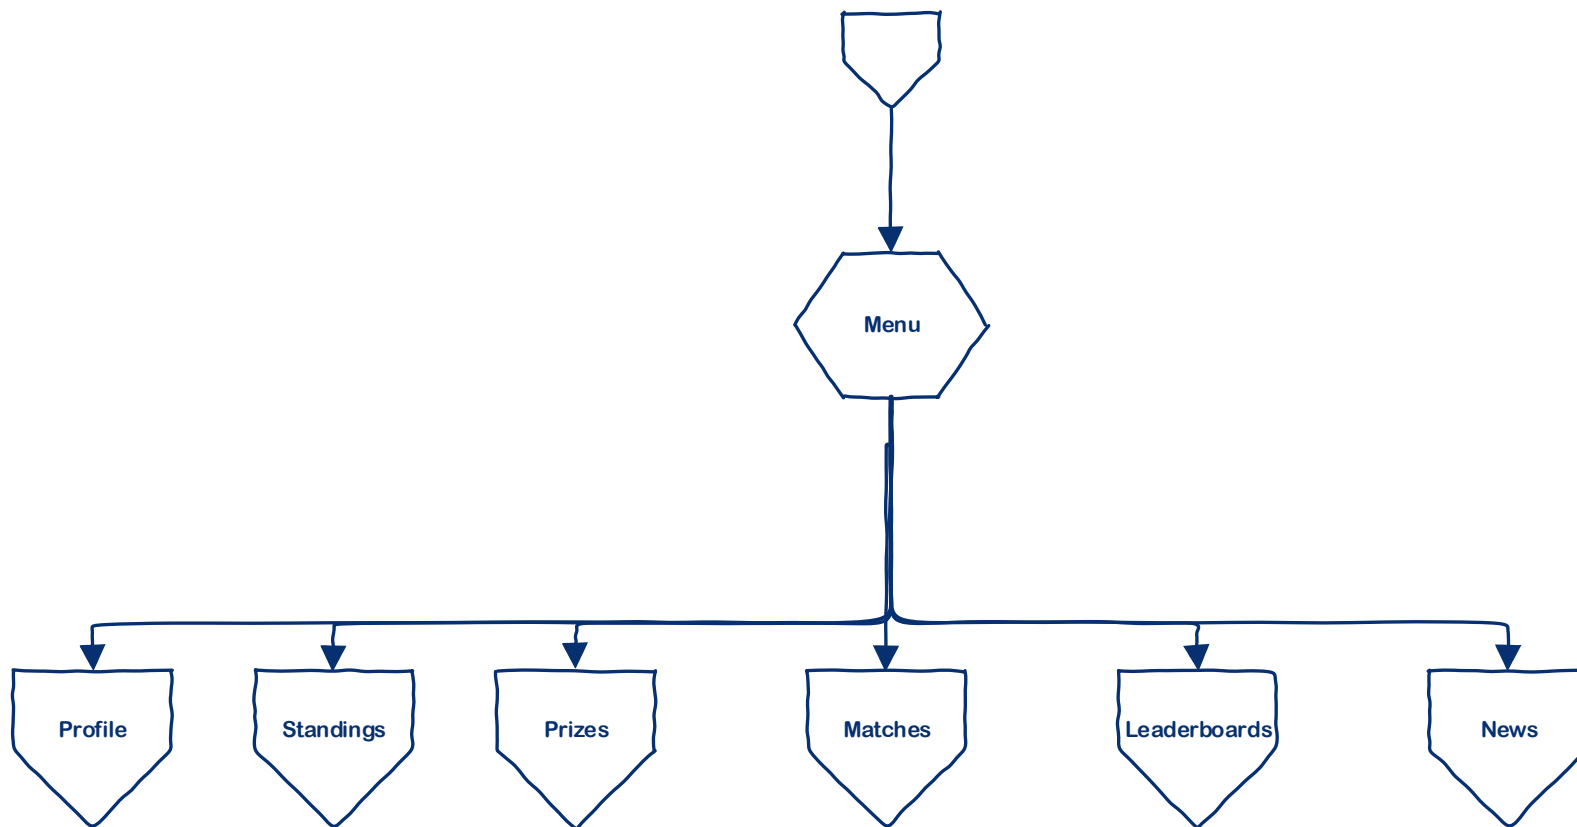 Menu
Profile
Standings
Prizes
Matches
Leaderboards
News